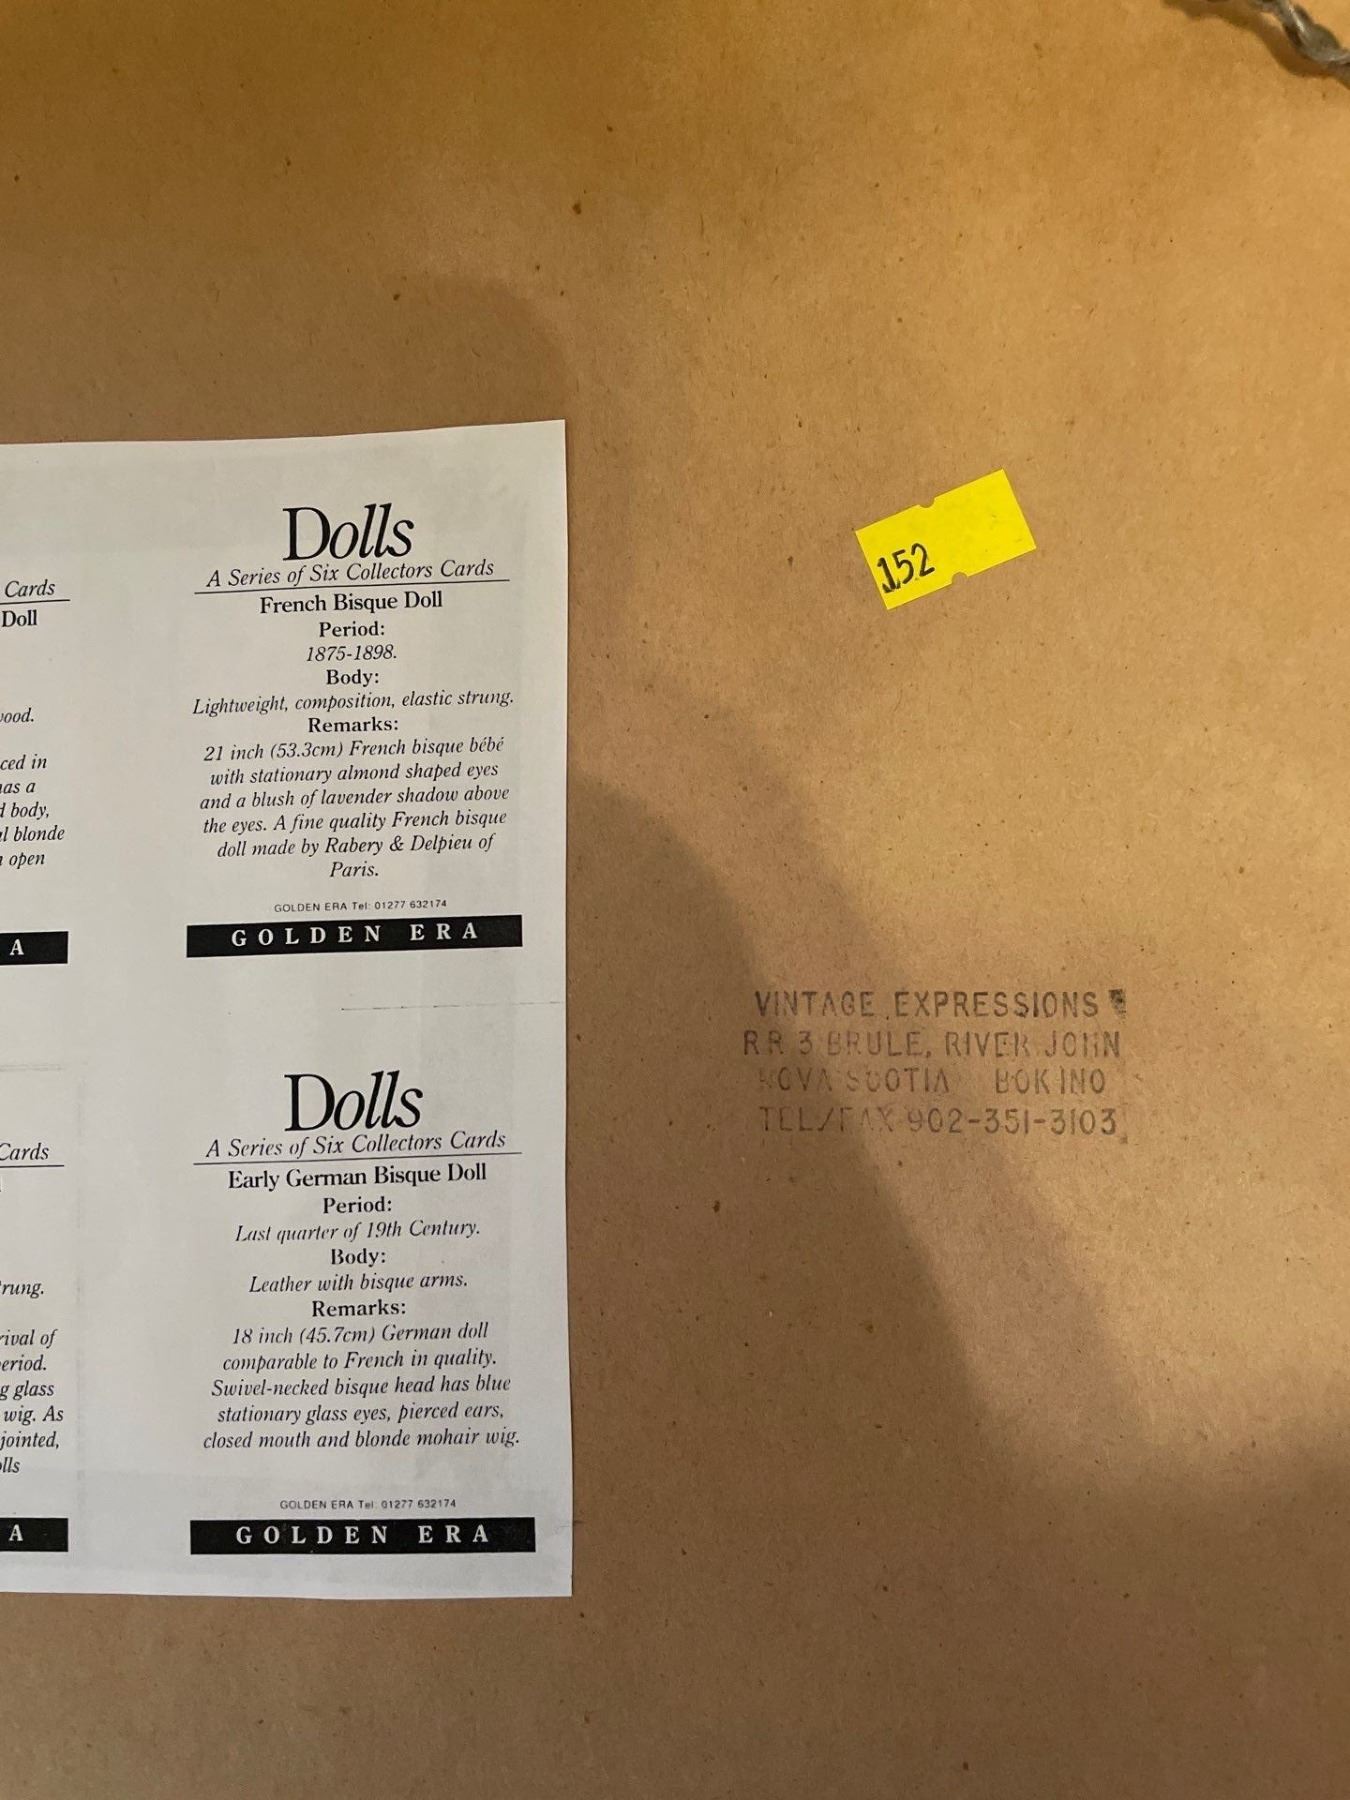 Cards
Doll
wood.
ced in
has a
d body,
al blonde
open
A
Dolls
A Series of Six Collectors Cards
French Bisque Doll
Period:
1875-1898.
Body:
Lightweight, composition, elastic strung.
Remarks:
21 inch (53.3cm) French bisque bébé
with stationary almond shaped eyes
and a blush of lavender shadow above
the eyes. A fine quality French bisque
doll made by Rabery & Delpieu of
Paris.
GOLDEN ERA Tel: 01277 632174
GOLDEN ERA
Cards
rung.
rival of
eriod.
g glass
wig. As
jointed,
olls
A
Dolls
A Series of Six Collectors Cards
Early German Bisque Doll
Period:
Last quarter of 19th Century.
Body:
Leather with bisque arms.
Remarks:
18 inch (45.7cm) German doll
comparable to French in quality.
Swivel-necked bisque head has blue
stationary glass eyes, pierced ears,
closed mouth and blonde mohair wig.
GOLDEN ERA Tel: 01277 632174
GOLDEN ERA
152
VINTAGE EXPRESSIONS
RR 3 BRULE, RIVER JOHN
NOVA SCOTIA BOK INO
TEL/FAX 902-351-3103